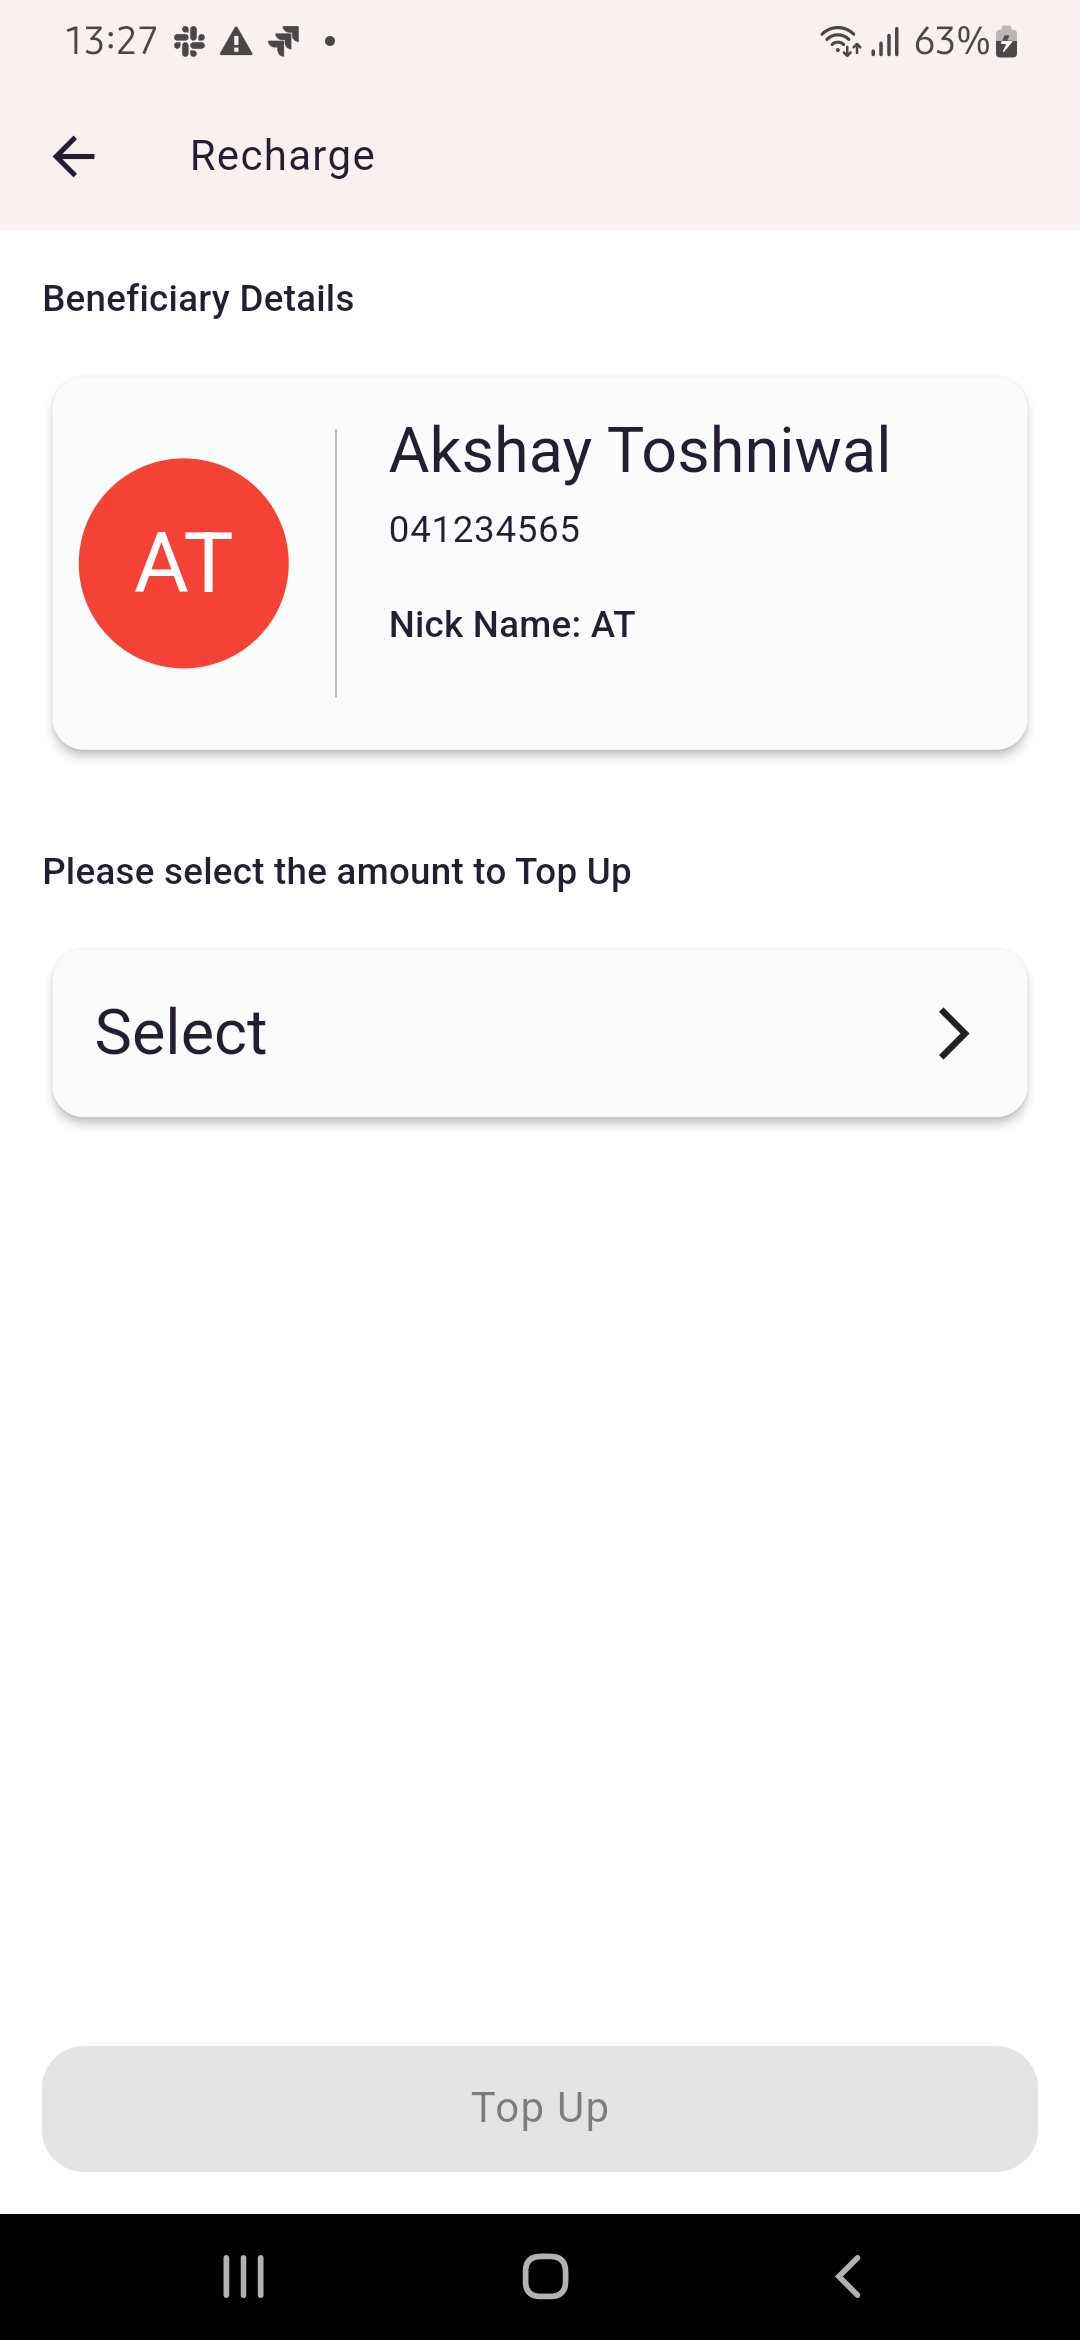 13:27
63%
Recharge
Beneficiary Details
AT
Akshay Toshniwal
041234565
Nick Name: AT
Please select the amount to Top Up
Select
Top Up